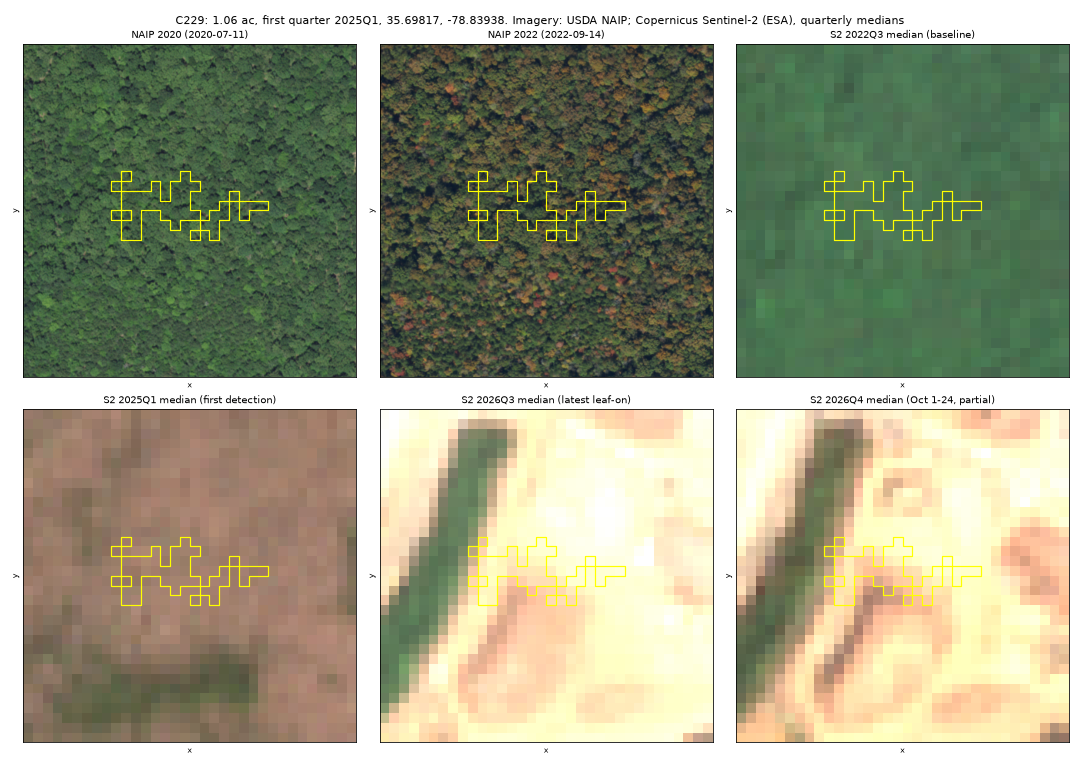 C229: 1.06 ac, first quarter 2025Q1, 35.69817, -78.83938. Imagery: USDA NAIP; Copernicus Sentinel-2 (ESA), quarterly medians
NAIP 2020 (2020-07-11)
NAIP 2022 (2022-09-14)
S2 2022Q3 median (baseline)
y
x
y
x
y
x
S2 2025Q1 median (first detection)
S2 2026Q3 median (latest leaf-on)
S2 2026Q4 median (Oct 1-24, partial)
y
x
y
x
y
x